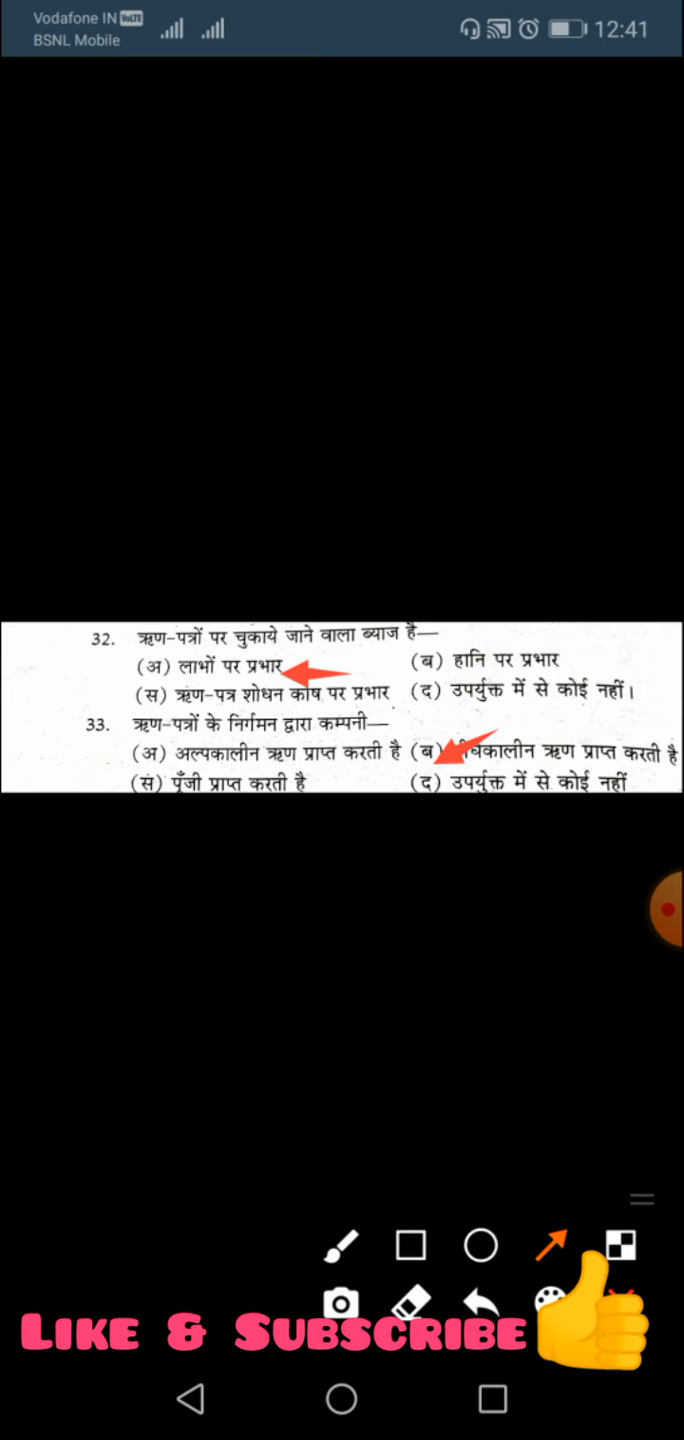 Vodafone IN VoLTE
BSNL Mobile
12:41
32. ऋण-पत्रों पर चुकाये जाने वाला ब्याज है—
(अ) लाभों पर प्रभार (ब) हानि पर प्रभार
(स) ऋण-पत्र शोधन कोष पर प्रभार (द) उपर्युक्त में से कोई नहीं।
33. ऋण-पत्रों के निर्गमन द्वारा कम्पनी—
(अ) अल्पकालीन ऋण प्राप्त करती है (ब) ऋण प्राप्त करती है
(स) पूँजी प्राप्त करती है (द) उपर्युक्त में से कोई नहीं
LIKE & SUBSCRIBE